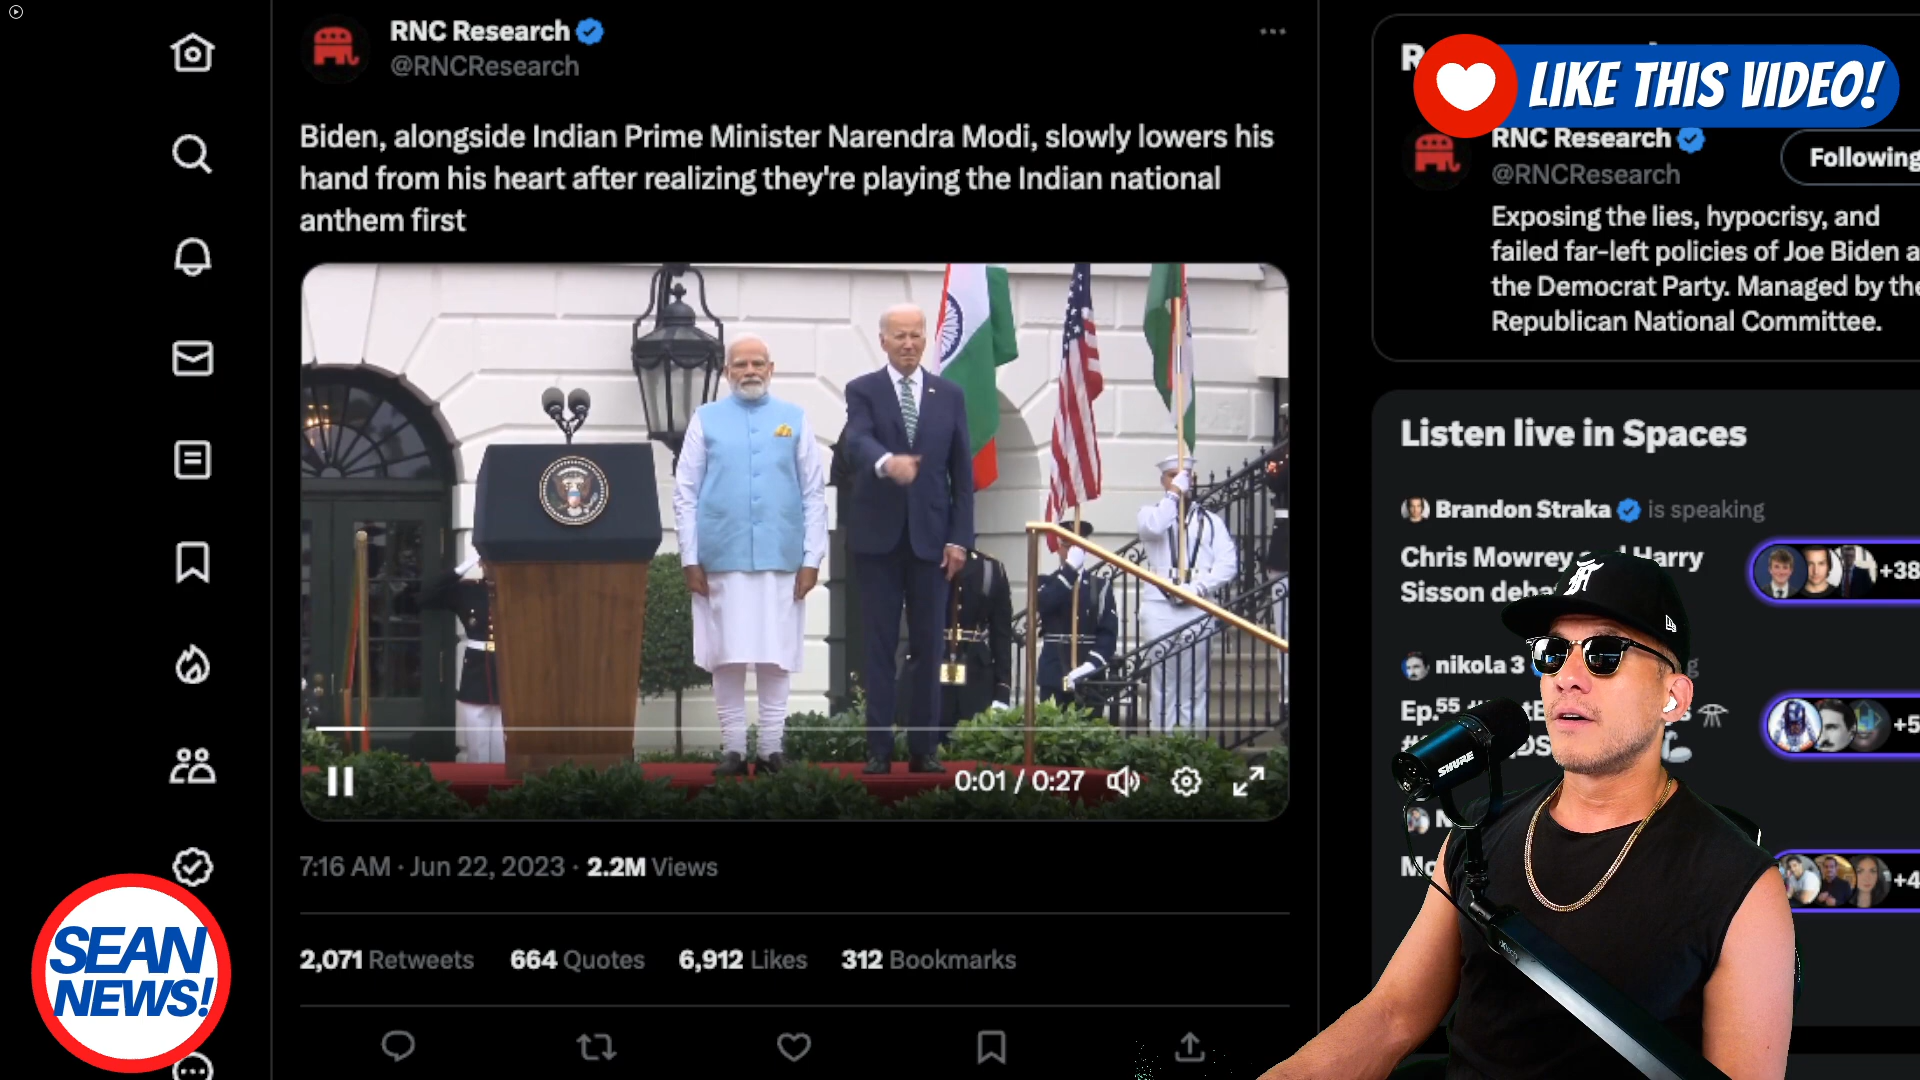 RNC Research
@RNCResearch
Biden, alongside Indian Prime Minister Narendra Modi, slowly lowers his
hand from his heart after realizing they're playing the Indian national
anthem first
0:01 / 0:27
7:16 AM · Jun 22, 2023 · 2.2M Views
2,071 Retweets 664 Quotes 6,912 Likes 312 Bookmarks
SEAN
NEWS!
LIKE THIS VIDEO!
RNC Research
@RNCResearch
Following
Exposing the lies, hypocrisy, and
failed far-left policies of Joe Biden a
the Democrat Party. Managed by the
Republican National Committee.
Listen live in Spaces
Brandon Straka is speaking
Chris Mowrey and Harry
Sisson deba
+38
nikola 3
Ep.55
+5
+4
SHURE